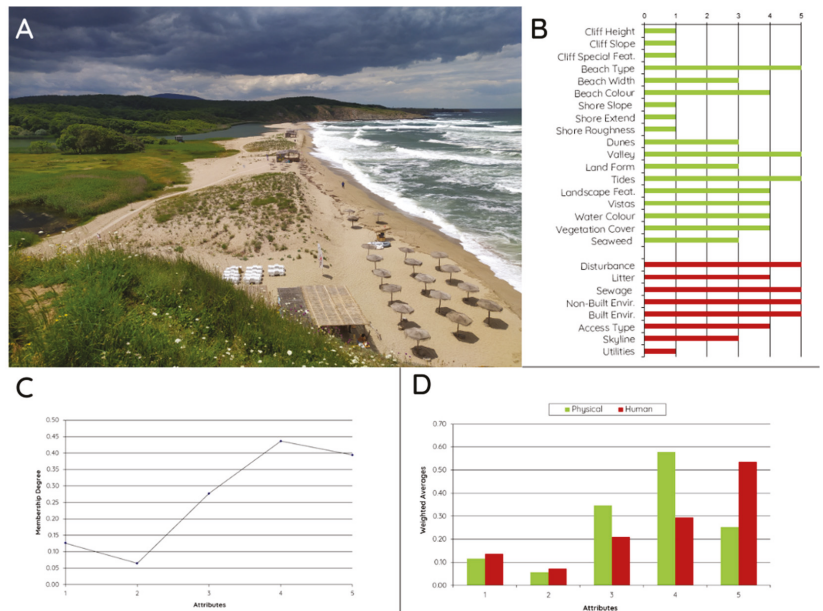 A
B
0 1 2 3 4 5
Cliff Height
Cliff Slope
Cliff Special Feat.
Beach Type
Beach Width
Beach Colour
Shore Slope
Shore Extend
Shore Roughness
Dunes
Valley
Land Form
Tides
Landscape Feat.
Vistas
Water Colour
Vegetation Cover
Seaweed
Disturbance
Litter
Sewage
Non-Built Envir.
Built Envir.
Access Type
Skyline
Utilities
C
Membership Degree
0.50
0.45
0.40
0.35
0.30
0.25
0.20
0.15
0.10
0.05
0.00
1 2 3 4 5
Attributes
D
Physical Human
Weighted Averages
0.70
0.60
0.50
0.40
0.30
0.20
0.10
0.00
1 2 3 4 5
Attributes